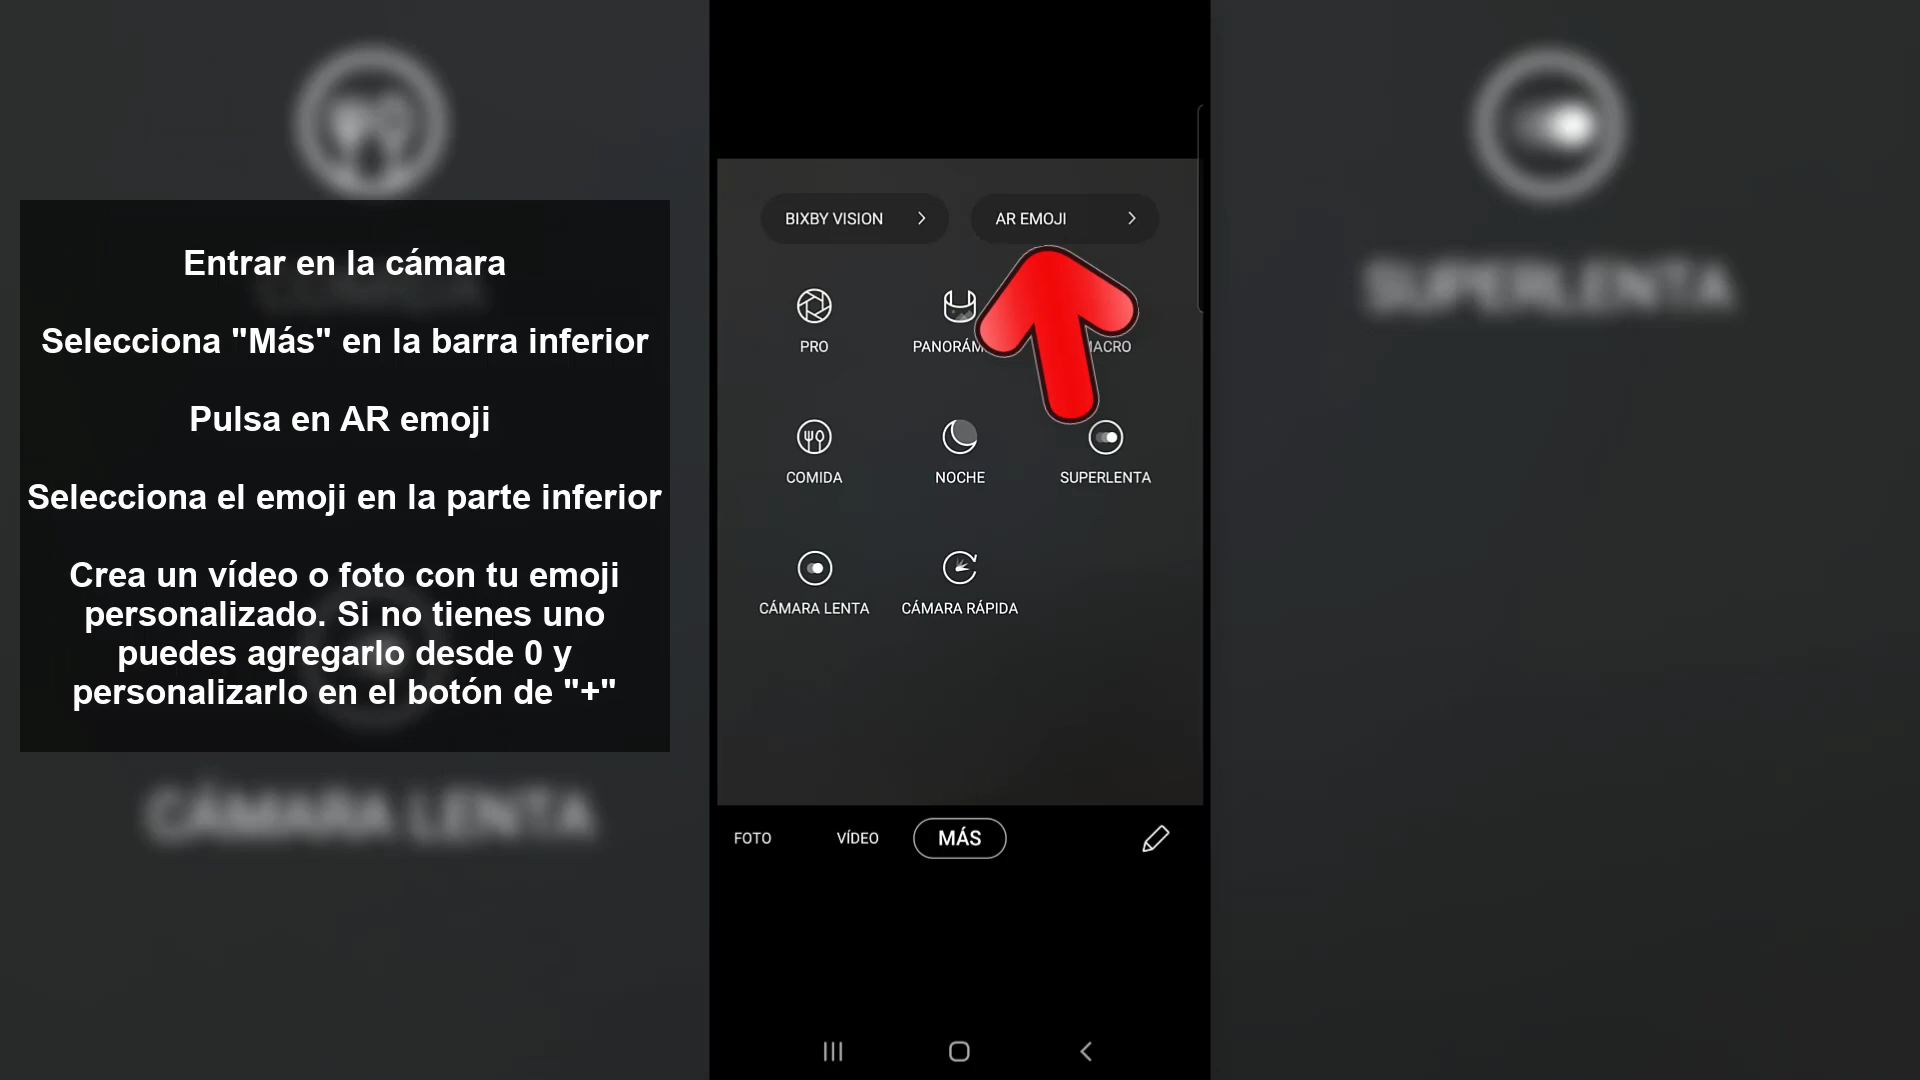 Entrar en la cámara
Selecciona "Más" en la barra inferior
Pulsa en AR emoji
Selecciona el emoji en la parte inferior
Crea un vídeo o foto con tu emoji
personalizado. Si no tienes uno
puedes agregarlo desde 0 y
personalizarlo en el botón de "+"
CÁMARA LENTA
BIXBY VISION
AR EMOJI
PRO
COMIDA
NOCHE
SUPERLENTA
CÁMARA LENTA
CÁMARA RÁPIDA
FOTO
VÍDEO
MÁS
SUPERLENTA